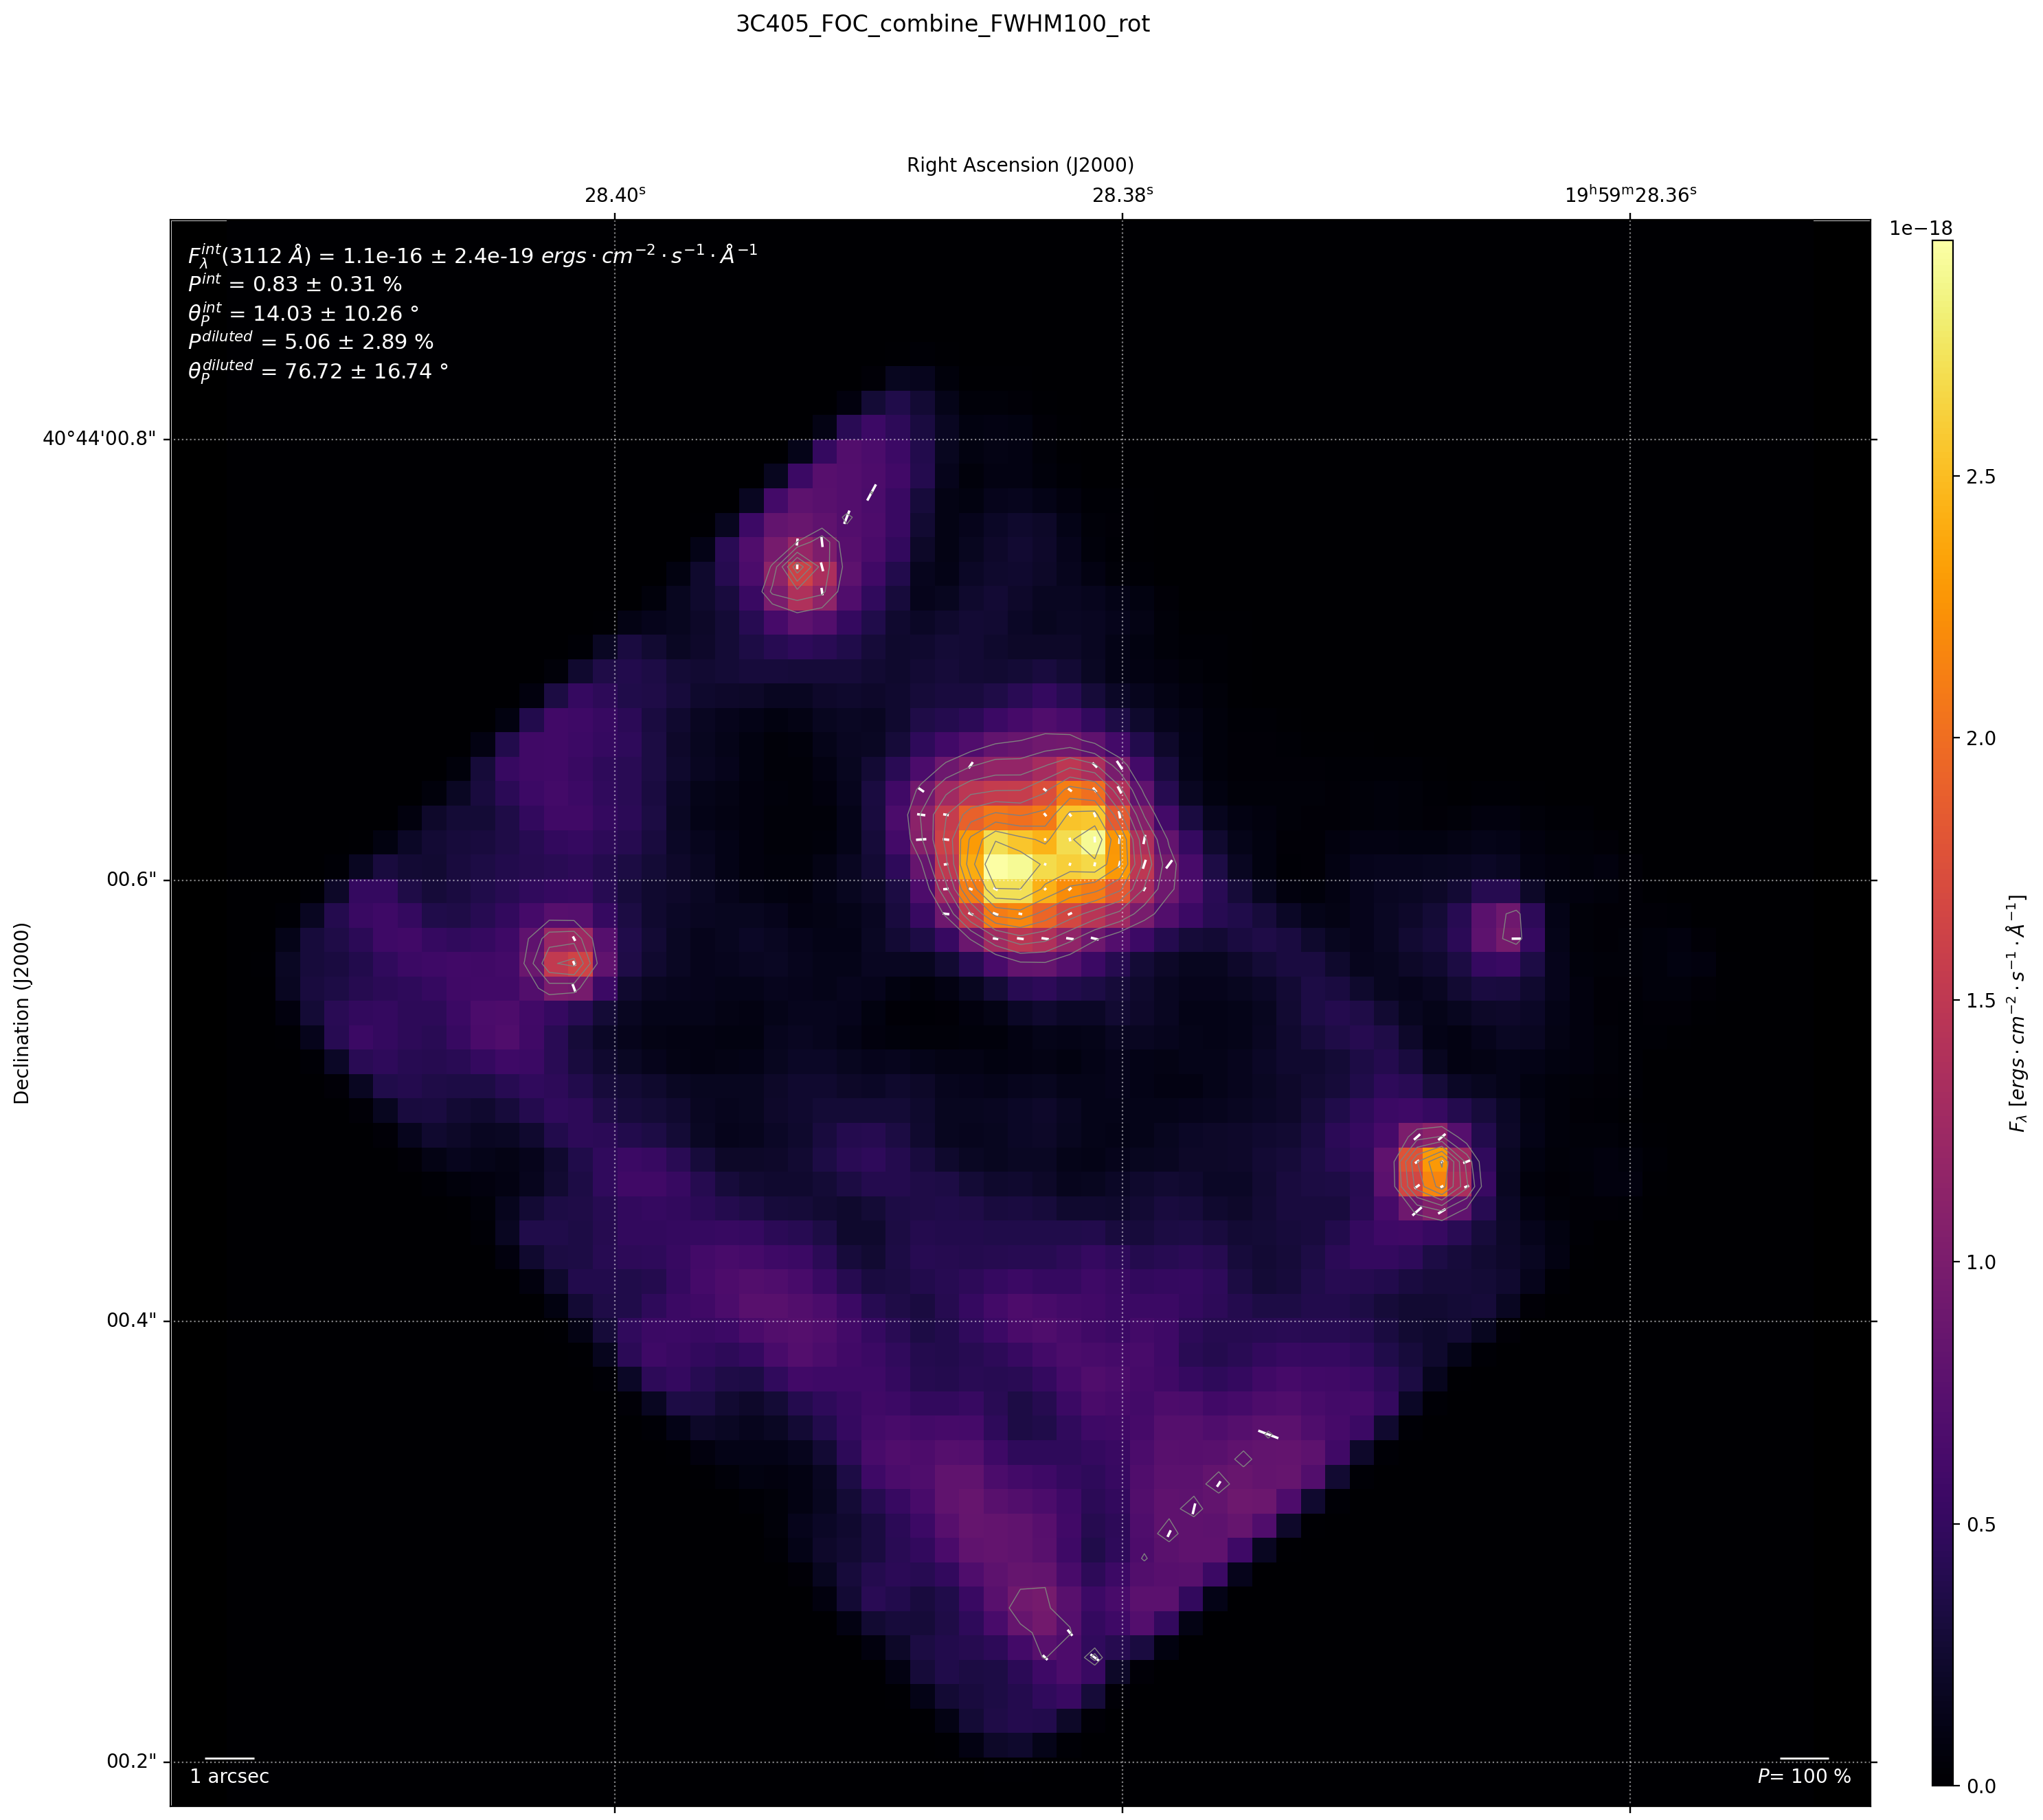 3C405_FOC_combine_FWHM100_rot
Right Ascension (J2000)
28.40ˢ 28.38ˢ 19ʰ59ᵐ28.36ˢ
1e−18
F_λ^int(3112 Å) = 1.1e-16 ± 2.4e-19 ergs·cm⁻²·s⁻¹·Å⁻¹
P^int = 0.83 ± 0.31 %
θ_P^int = 14.03 ± 10.26 °
P^diluted = 5.06 ± 2.89 %
θ_P^diluted = 76.72 ± 16.74 °
40°44'00.8"
00.6"
00.4"
00.2"
Declination (J2000)
1 arcsec
P= 100 %
2.5
2.0
1.5
1.0
0.5
0.0
F_λ [ergs·cm⁻²·s⁻¹·Å⁻¹]